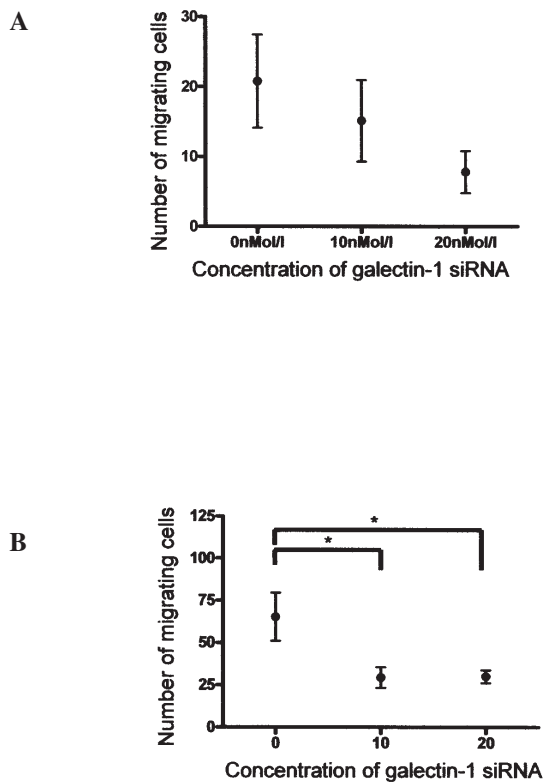 A
Number of migrating cells
30
20
10
0
0nMol/l 10nMol/l 20nMol/l
Concentration of galectin-1 siRNA
B
Number of migrating cells
125
100
75
50
25
0
*
*
0 10 20
Concentration of galectin-1 siRNA